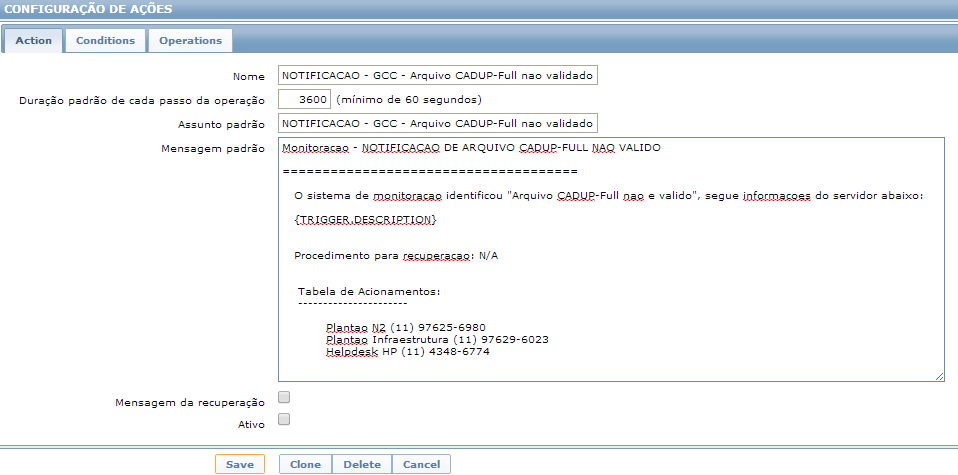 CONFIGURAÇÃO DE AÇÕES
Action Conditions Operations
Nome NOTIFICACAO - GCC - Arquivo CADUP-Full nao validado
Duração padrão de cada passo da operação 3600 (mínimo de 60 segundos)
Assunto padrão NOTIFICACAO - GCC - Arquivo CADUP-Full nao validado
Mensagem padrão Monitoracao - NOTIFICACAO DE ARQUIVO CADUP-FULL NAO VALIDO
=====================================
O sistema de monitoracao identificou "Arquivo CADUP-Full nao e valido", segue informacoes do servidor abaixo:
{TRIGGER.DESCRIPTION}
Procedimento para recuperacao: N/A
Tabela de Acionamentos:
----------------------
Plantao N2 (11) 97625-6980
Plantao Infraestrutura (11) 97629-6023
Helpdesk HP (11) 4348-6774
Mensagem da recuperação
Ativo
Save Clone Delete Cancel